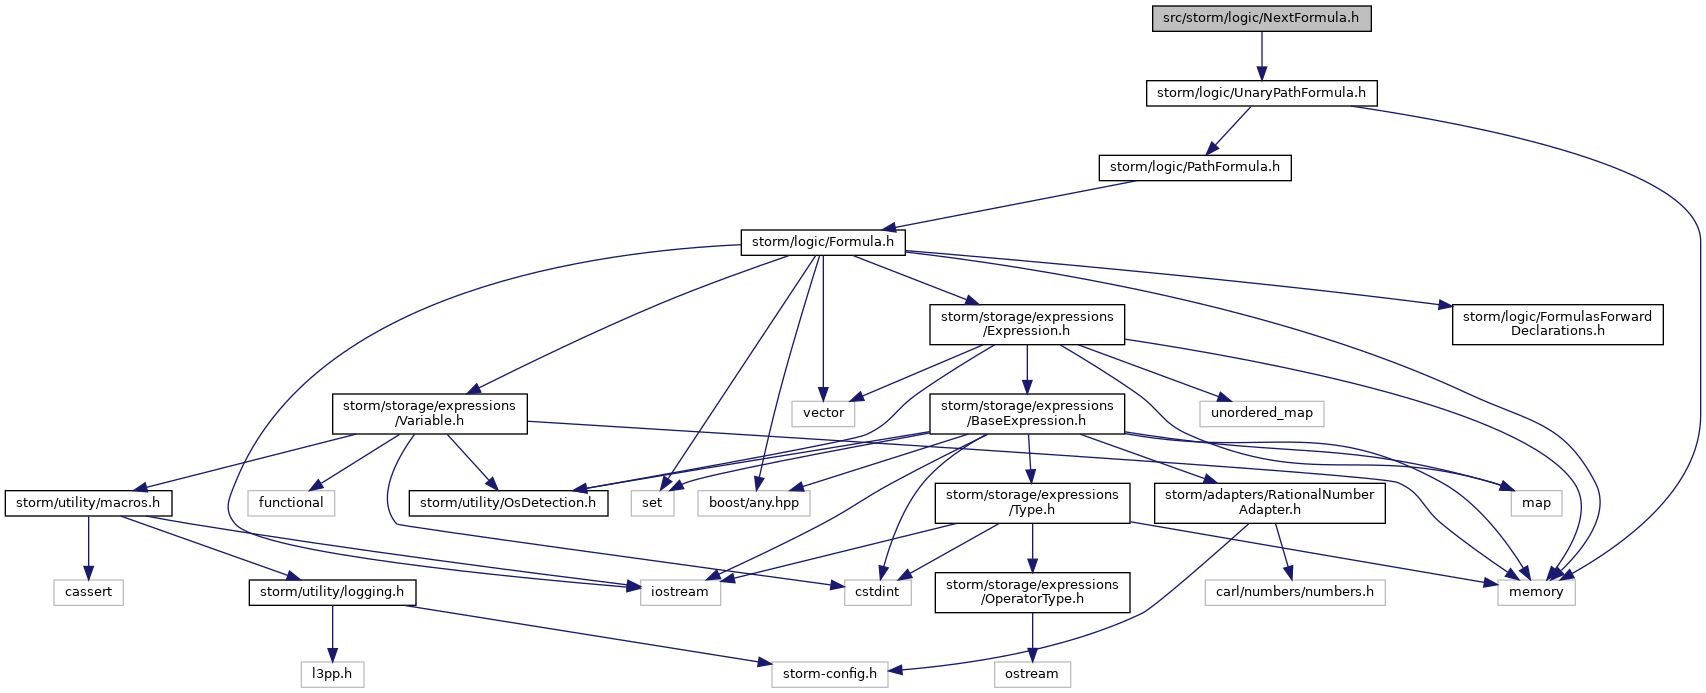 src/storm/logic/NextFormula.h
storm/logic/UnaryPathFormula.h
storm/logic/PathFormula.h
storm/logic/Formula.h
storm/storage/expressions
/Expression.h
storm/logic/FormulasForward
Declarations.h
storm/storage/expressions
/Variable.h
vector
storm/storage/expressions
/BaseExpression.h
unordered_map
storm/utility/macros.h
functional
storm/utility/OsDetection.h
set
boost/any.hpp
storm/storage/expressions
/Type.h
storm/adapters/RationalNumber
Adapter.h
map
cassert
storm/utility/logging.h
iostream
cstdint
storm/storage/expressions
/OperatorType.h
carl/numbers/numbers.h
memory
l3pp.h
storm-config.h
ostream